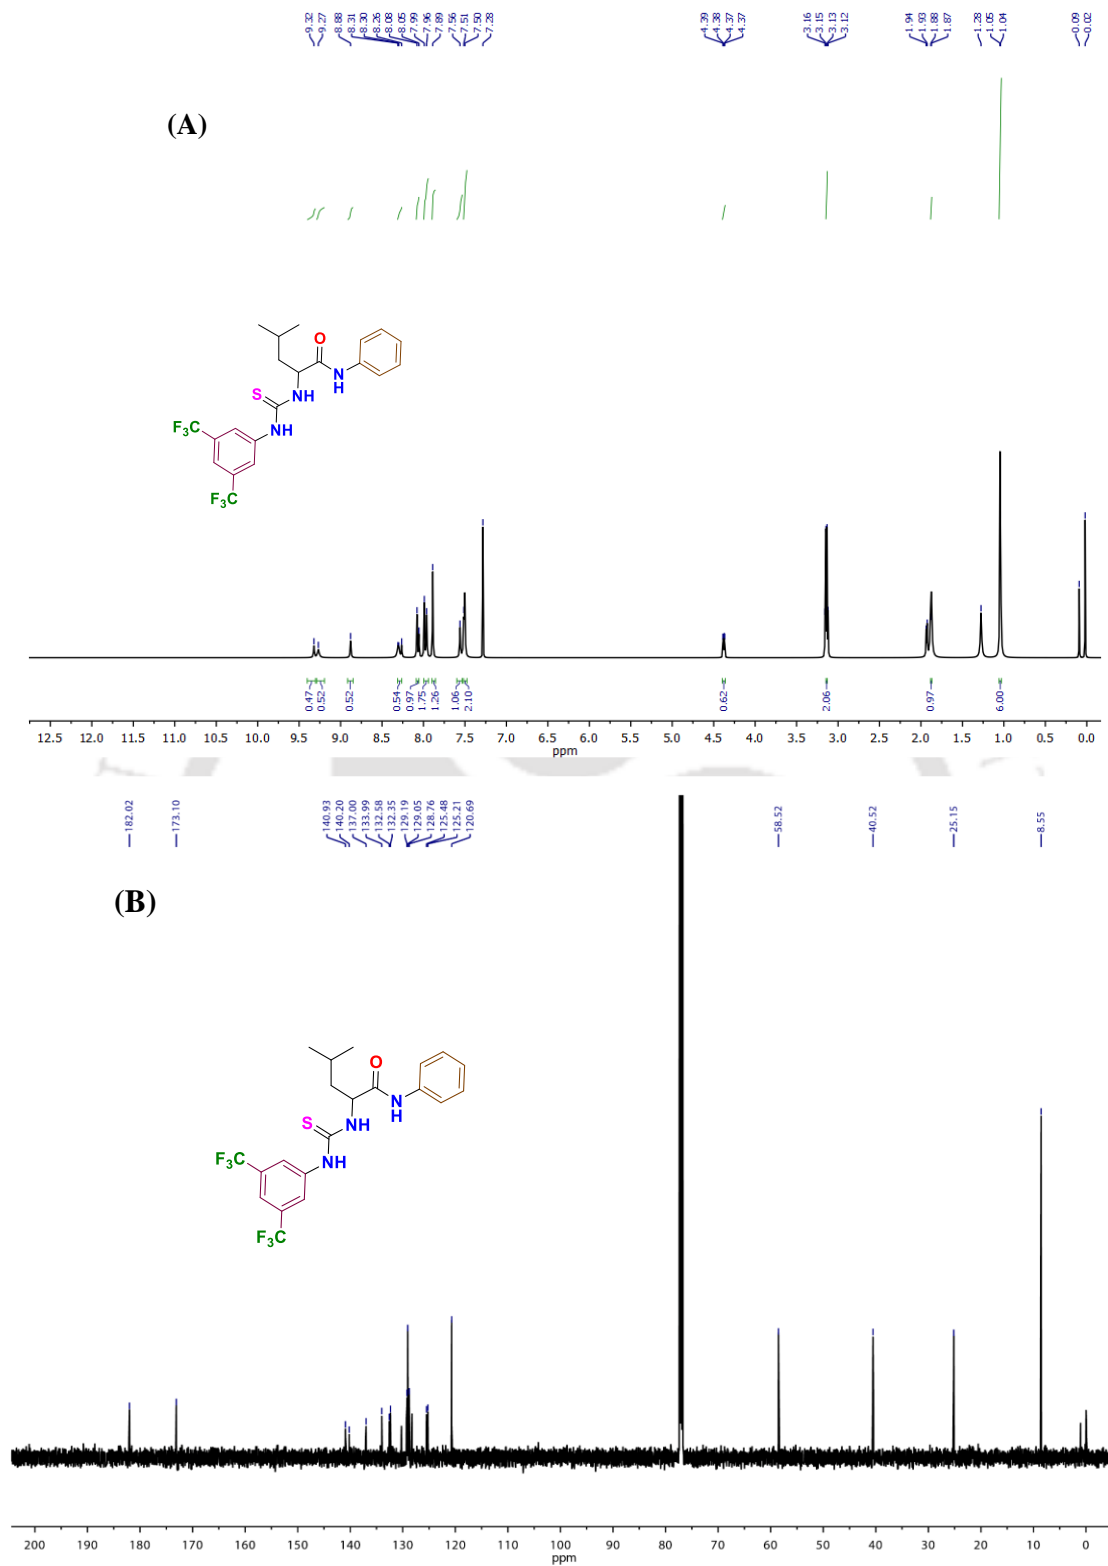 9.32 9.27 8.88 8.31 8.30 8.26 8.08 8.05 7.99 7.96 7.89 7.56 7.51 7.50 7.28 4.39 4.38 4.37 4.37 3.16 3.15 3.13 3.12 1.94 1.93 1.88 1.87 1.28 1.05 1.04 0.09 0.02
(A)
O
N
H
S
NH
NH
F3C
F3C
0.47 0.52 0.52 0.54 0.97 1.75 1.26 1.06 2.10 0.62 2.06 0.97 6.00
12.5 12.0 11.5 11.0 10.5 10.0 9.5 9.0 8.5 8.0 7.5 7.0 6.5 6.0 5.5 5.0 4.5 4.0 3.5 3.0 2.5 2.0 1.5 1.0 0.5 0.0
ppm
182.02 173.10 140.93 140.20 137.00 133.99 132.58 132.35 129.19 129.05 128.76 125.48 125.21 120.69 58.52 40.52 25.15 8.55
(B)
O
N
H
S
NH
NH
F3C
F3C
200 190 180 170 160 150 140 130 120 110 100 90 80 70 60 50 40 30 20 10 0
ppm